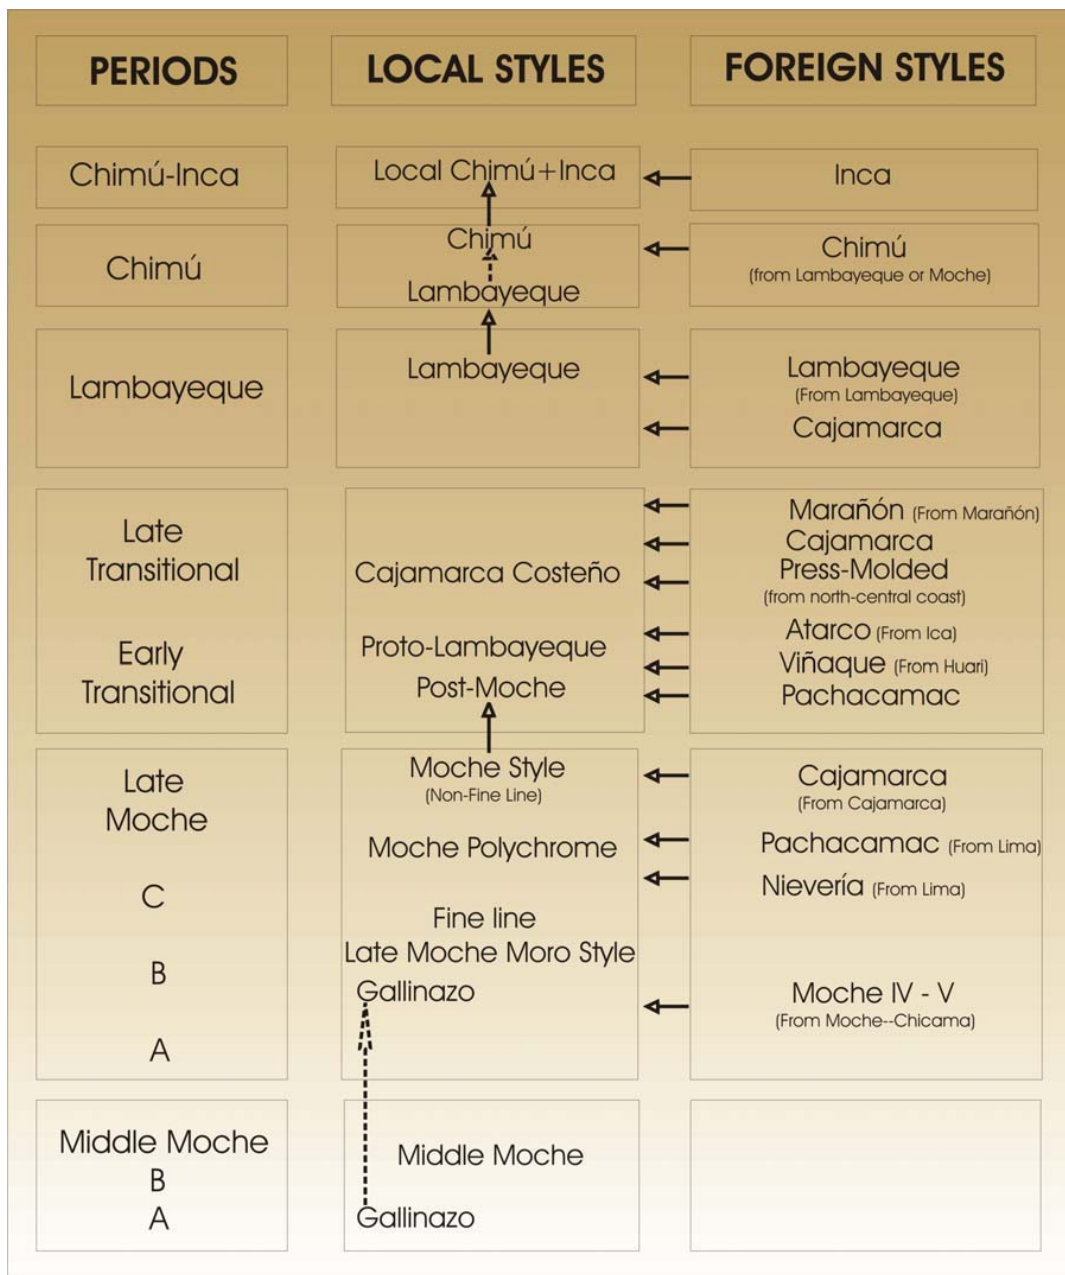 PERIODS
LOCAL STYLES
FOREIGN STYLES
Chimú-Inca
Local Chimú+Inca
Inca
Chimú
Chimú
Lambayeque
Chimú
(from Lambayeque or Moche)
Lambayeque
Lambayeque
Lambayeque
(From Lambayeque)
Cajamarca
Late
Transitional
Early
Transitional
Cajamarca Costeño
Proto-Lambayeque
Post-Moche
Marañón (From Marañón)
Cajamarca
Press-Molded
(from north-central coast)
Atarco (From Ica)
Viñaque (From Huari)
Pachacamac
Late
Moche
C
B
A
Moche Style
(Non-Fine Line)
Moche Polychrome
Fine line
Late Moche Moro Style
Gallinazo
Cajamarca
(From Cajamarca)
Pachacamac (From Lima)
Nievería (From Lima)
Moche IV - V
(From Moche--Chicama)
Middle Moche
B
A
Middle Moche
Gallinazo